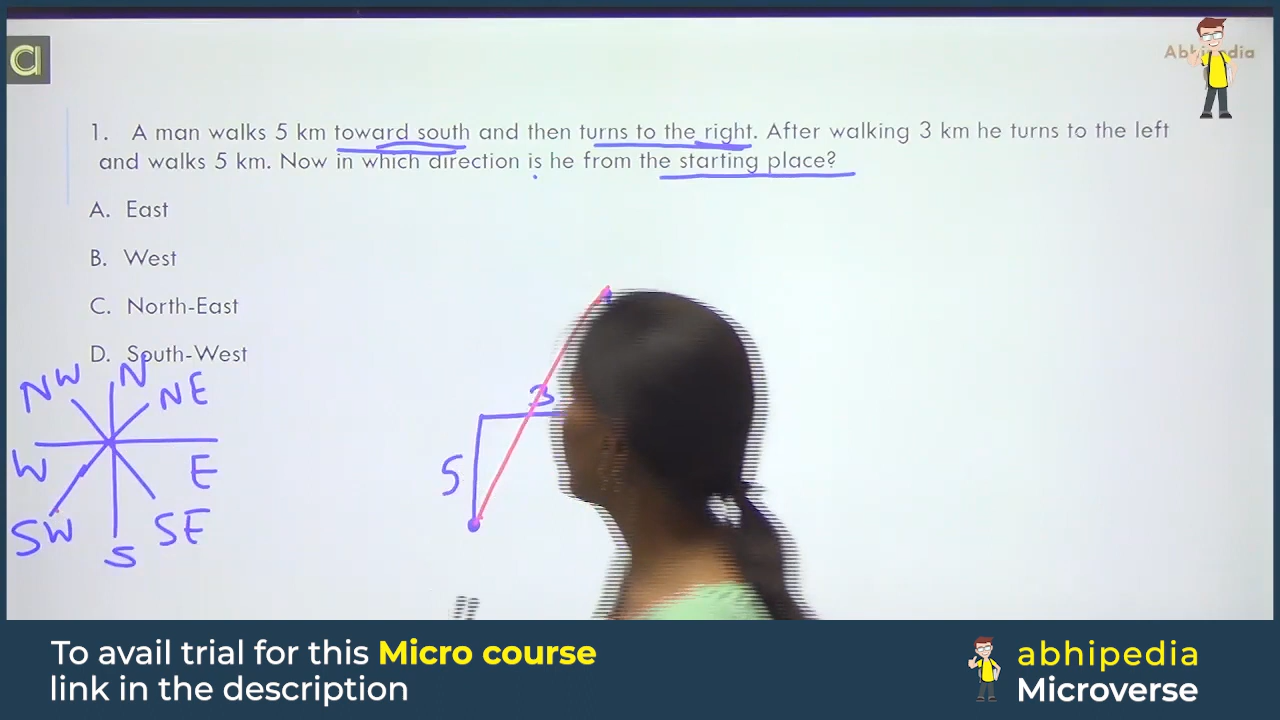 Abhipedia
1. A man walks 5 km toward south and then turns to the right. After walking 3 km he turns to the left
and walks 5 km. Now in which direction is he from the starting place?
A. East
B. West
C. North-East
D. South-West
NW N NE
W E
SW S SE
3
5
To avail trial for this Micro course
link in the description
abhipedia
Microverse